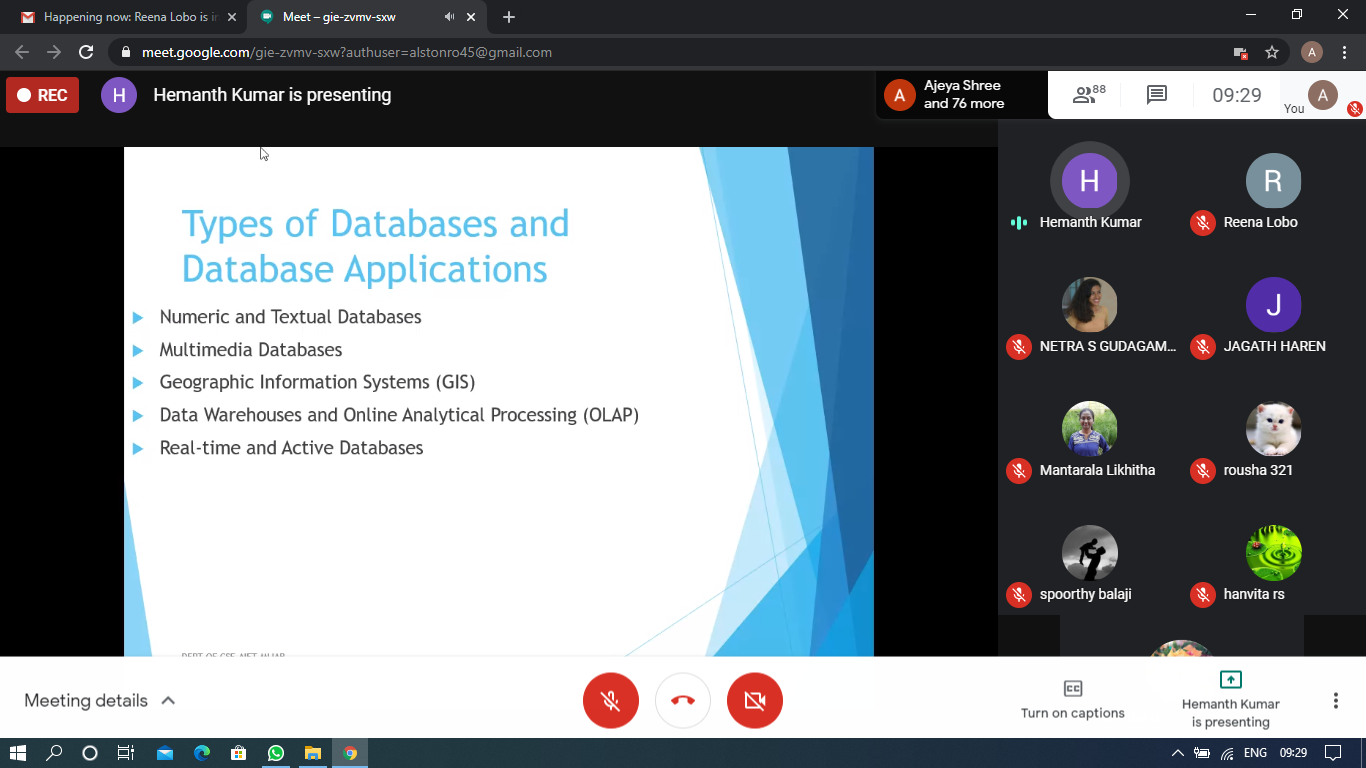 Happening now: Reena Lobo is in
Meet – gie-zvmv-sxw
meet.google.com/gie-zvmv-sxw?authuser=alstonro45@gmail.com
A
REC
H
Hemanth Kumar is presenting
A
Ajeya Shree
and 76 more
88
09:29
You
A
Types of Databases and
Database Applications
Numeric and Textual Databases
Multimedia Databases
Geographic Information Systems (GIS)
Data Warehouses and Online Analytical Processing (OLAP)
Real-time and Active Databases
H
Hemanth Kumar
R
Reena Lobo
NETRA S GUDAGAM...
J
JAGATH HAREN
Mantarala Likhitha
rousha 321
spoorthy balaji
hanvita rs
Meeting details
Turn on captions
Hemanth Kumar
is presenting
ENG
09:29